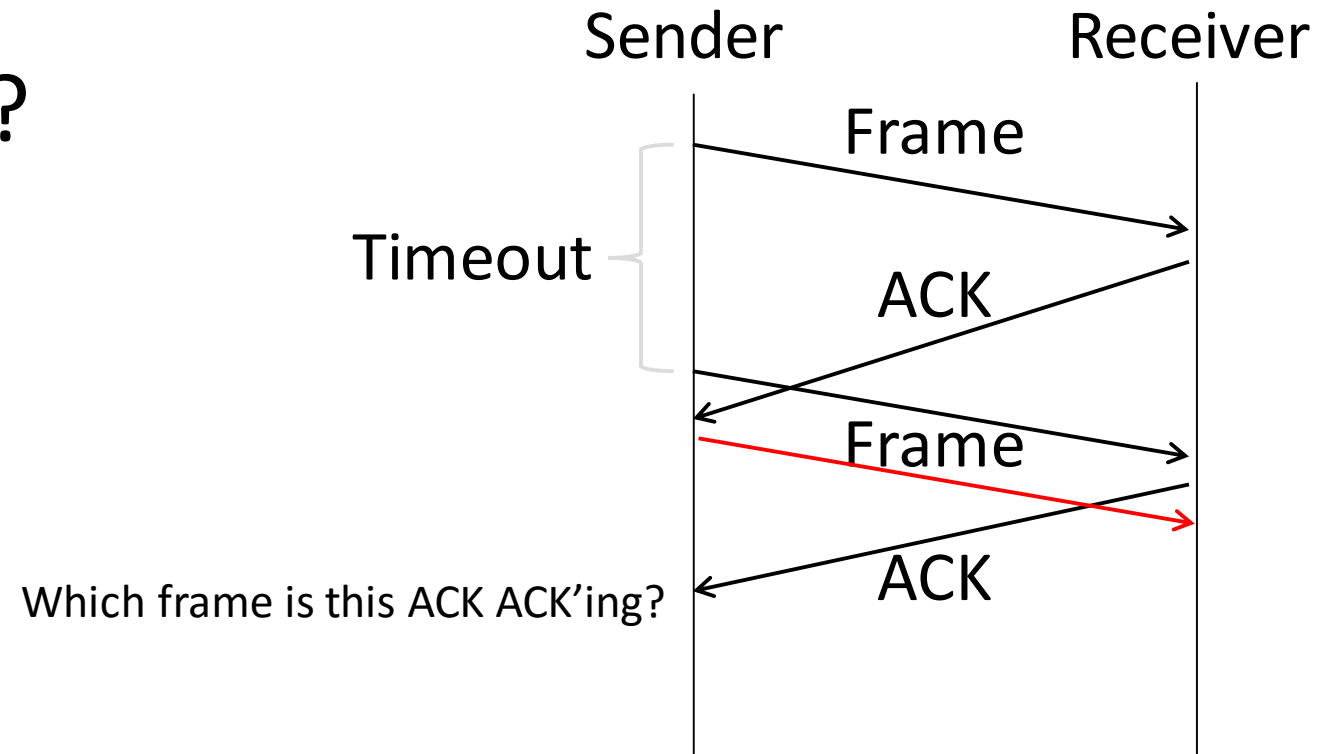 Sender
Receiver
?
Frame
Timeout
ACK
Frame
ACK
Which frame is this ACK ACK’ing?